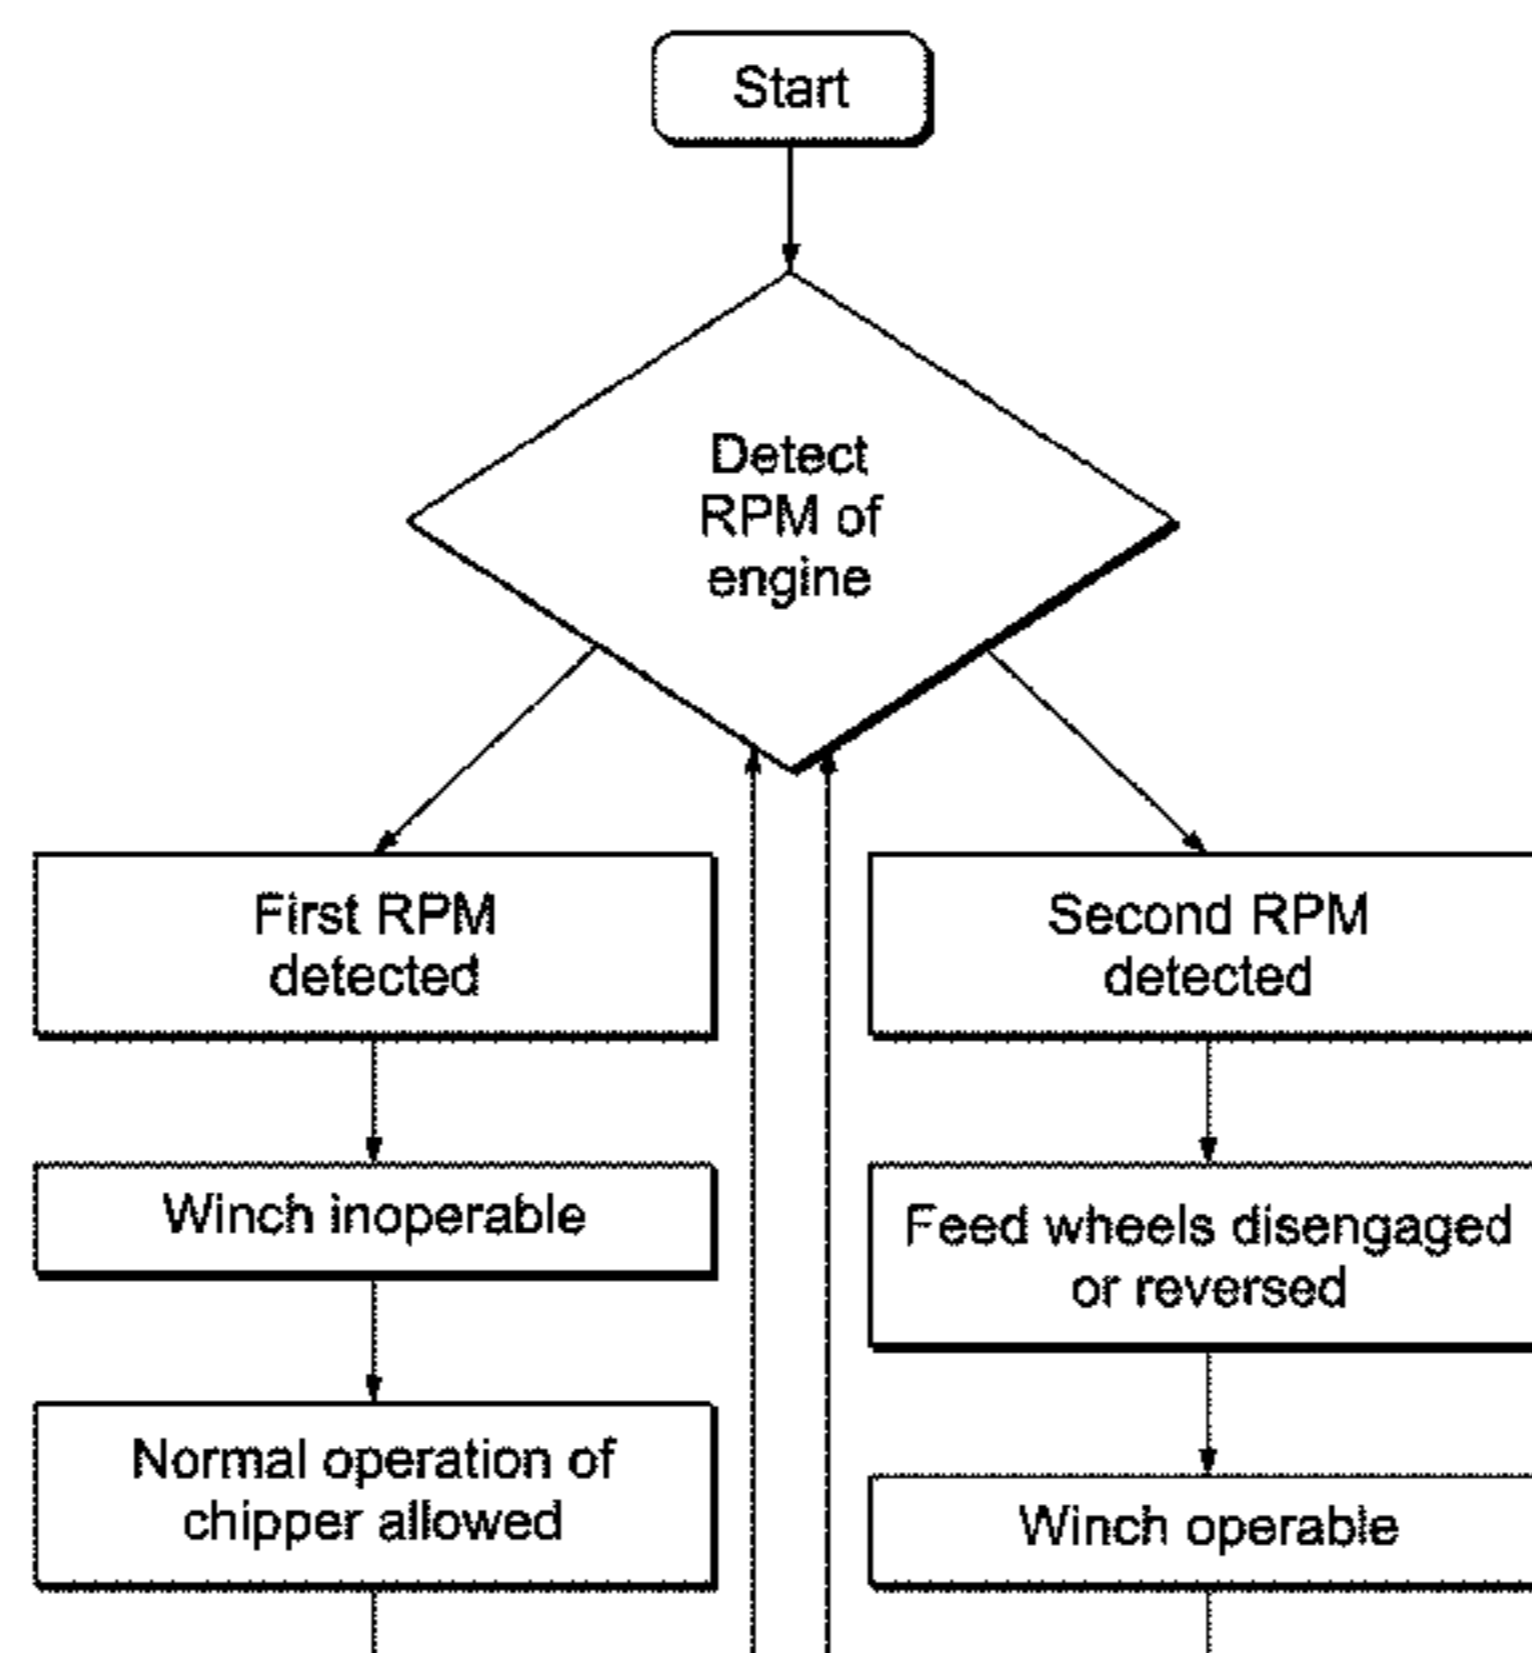 Start
Detect
RPM of
engine
First RPM
detected
Second RPM
detected
Winch inoperable
Feed wheels disengaged
or reversed
Normal operation of
chipper allowed
Winch operable